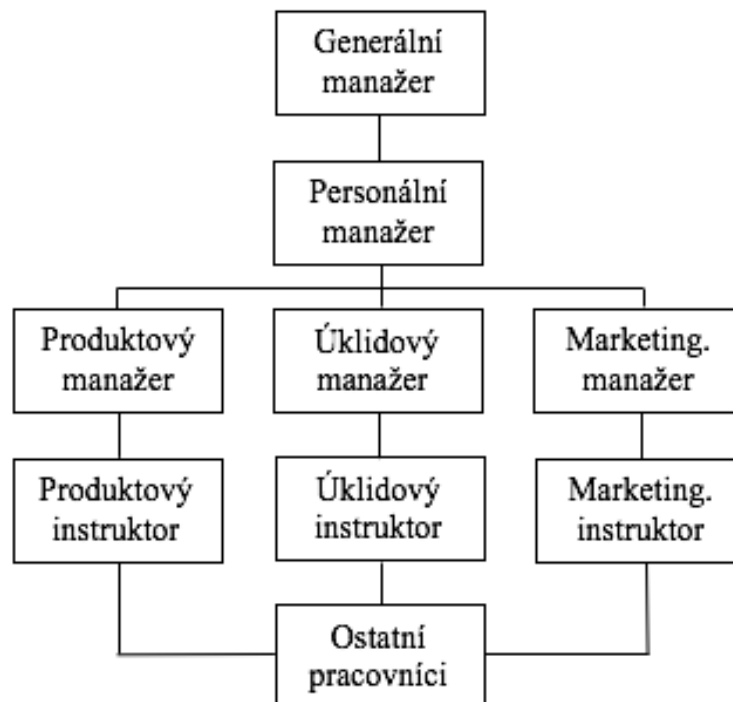 Generální
manažer
Personální
manažer
Produktový
manažer
Úklidový
manažer
Marketing.
manažer
Produktový
instruktor
Úklidový
instruktor
Marketing.
instruktor
Ostatní
pracovníci